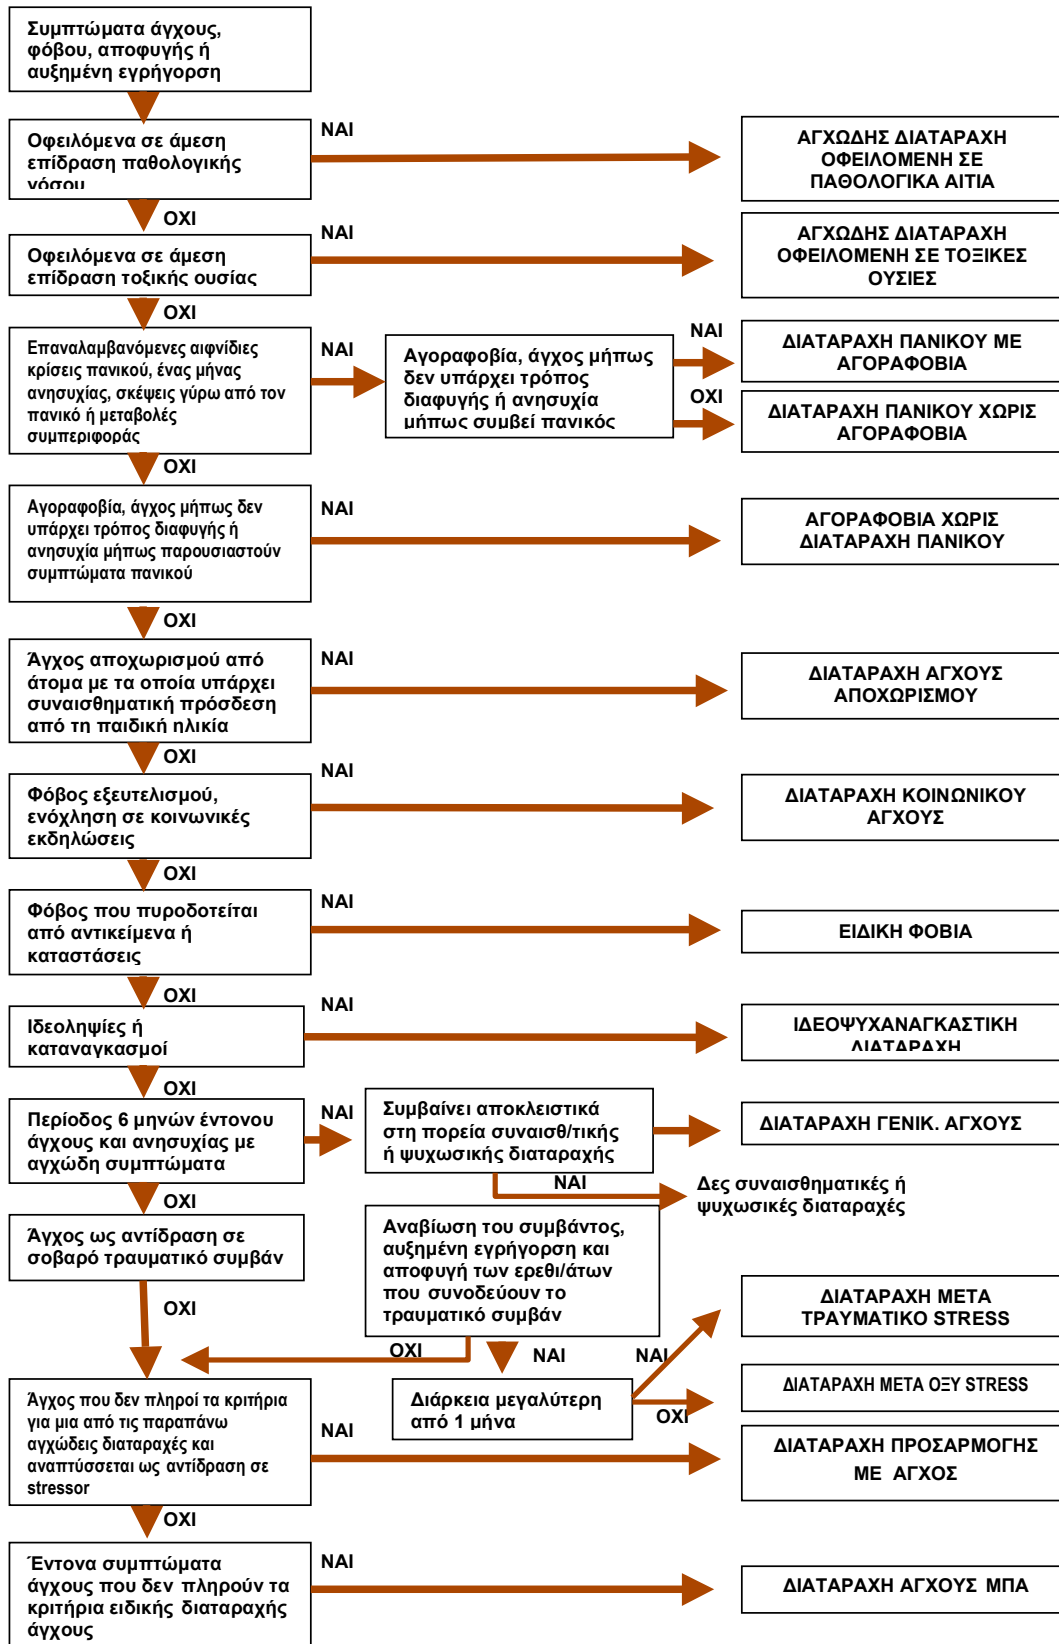 Συμπτώματα άγχους,
φόβου, αποφυγής ή
αυξημένη εγρήγορση
Οφειλόμενα σε άμεση
επίδραση παθολογικής
νόσου
ΝΑΙ
ΑΓΧΩΔΗΣ ΔΙΑΤΑΡΑΧΗ
ΟΦΕΙΛΟΜΕΝΗ ΣΕ
ΠΑΘΟΛΟΓΙΚΑ ΑΙΤΙΑ
ΟΧΙ
Οφειλόμενα σε άμεση
επίδραση τοξικής ουσίας
ΝΑΙ
ΑΓΧΩΔΗΣ ΔΙΑΤΑΡΑΧΗ
ΟΦΕΙΛΟΜΕΝΗ ΣΕ ΤΟΞΙΚΕΣ
ΟΥΣΙΕΣ
ΟΧΙ
Επαναλαμβανόμενες αιφνίδιες
κρίσεις πανικού, ένας μήνας
ανησυχίας, σκέψεις γύρω από τον
πανικό ή μεταβολές
συμπεριφοράς
ΝΑΙ
Αγοραφοβία, άγχος μήπως
δεν υπάρχει τρόπος
διαφυγής ή ανησυχία
μήπως συμβεί πανικός
ΝΑΙ
ΔΙΑΤΑΡΑΧΗ ΠΑΝΙΚΟΥ ΜΕ
ΑΓΟΡΑΦΟΒΙΑ
ΟΧΙ
ΔΙΑΤΑΡΑΧΗ ΠΑΝΙΚΟΥ ΧΩΡΙΣ
ΑΓΟΡΑΦΟΒΙΑ
ΟΧΙ
Αγοραφοβία, άγχος μήπως δεν
υπάρχει τρόπος διαφυγής ή
ανησυχία μήπως παρουσιαστούν
συμπτώματα πανικού
ΝΑΙ
ΑΓΟΡΑΦΟΒΙΑ ΧΩΡΙΣ
ΔΙΑΤΑΡΑΧΗ ΠΑΝΙΚΟΥ
ΟΧΙ
Άγχος αποχωρισμού από
άτομα με τα οποία υπάρχει
συναισθηματική πρόσδεση
από τη παιδική ηλικία
ΝΑΙ
ΔΙΑΤΑΡΑΧΗ ΑΓΧΟΥΣ
ΑΠΟΧΩΡΙΣΜΟΥ
ΟΧΙ
Φόβος εξευτελισμού,
ενόχληση σε κοινωνικές
εκδηλώσεις
ΝΑΙ
ΔΙΑΤΑΡΑΧΗ ΚΟΙΝΩΝΙΚΟΥ
ΑΓΧΟΥΣ
ΟΧΙ
Φόβος που πυροδοτείται
από αντικείμενα ή
καταστάσεις
ΝΑΙ
ΕΙΔΙΚΗ ΦΟΒΙΑ
ΟΧΙ
Ιδεοληψίες ή
καταναγκασμοί
ΝΑΙ
ΙΔΕΟΨΥΧΑΝΑΓΚΑΣΤΙΚΗ
ΔΙΑΤΑΡΑΧΗ
ΟΧΙ
Περίοδος 6 μηνών έντονου
άγχους και ανησυχίας με
αγχώδη συμπτώματα
ΝΑΙ
Συμβαίνει αποκλειστικά
στη πορεία συναισθ/τικής
ή ψυχωσικής διαταραχής
ΔΙΑΤΑΡΑΧΗ ΓΕΝΙΚ. ΑΓΧΟΥΣ
ΝΑΙ
Δες συναισθηματικές ή
ψυχωσικές διαταραχές
ΟΧΙ
Άγχος ως αντίδραση σε
σοβαρό τραυματικό συμβάν
Αναβίωση του συμβάντος,
αυξημένη εγρήγορση και
αποφυγή των ερεθι/άτων
που συνοδεύουν το
τραυματικό συμβάν
ΟΧΙ
ΟΧΙ
ΝΑΙ
Διάρκεια μεγαλύτερη
από 1 μήνα
ΝΑΙ
ΔΙΑΤΑΡΑΧΗ ΜΕΤΑ
ΤΡΑΥΜΑΤΙΚΟ STRESS
ΟΧΙ
ΔΙΑΤΑΡΑΧΗ ΜΕΤΑ ΟΞΥ STRESS
Άγχος που δεν πληροί τα κριτήρια
για μια από τις παραπάνω
αγχώδεις διαταραχές και
αναπτύσσεται ως αντίδραση σε
stressor
ΝΑΙ
ΔΙΑΤΑΡΑΧΗ ΠΡΟΣΑΡΜΟΓΗΣ
ΜΕ ΑΓΧΟΣ
ΟΧΙ
Έντονα συμπτώματα
άγχους που δεν πληρούν τα
κριτήρια ειδικής διαταραχής
άγχους
ΝΑΙ
ΔΙΑΤΑΡΑΧΗ ΑΓΧΟΥΣ ΜΠΑ